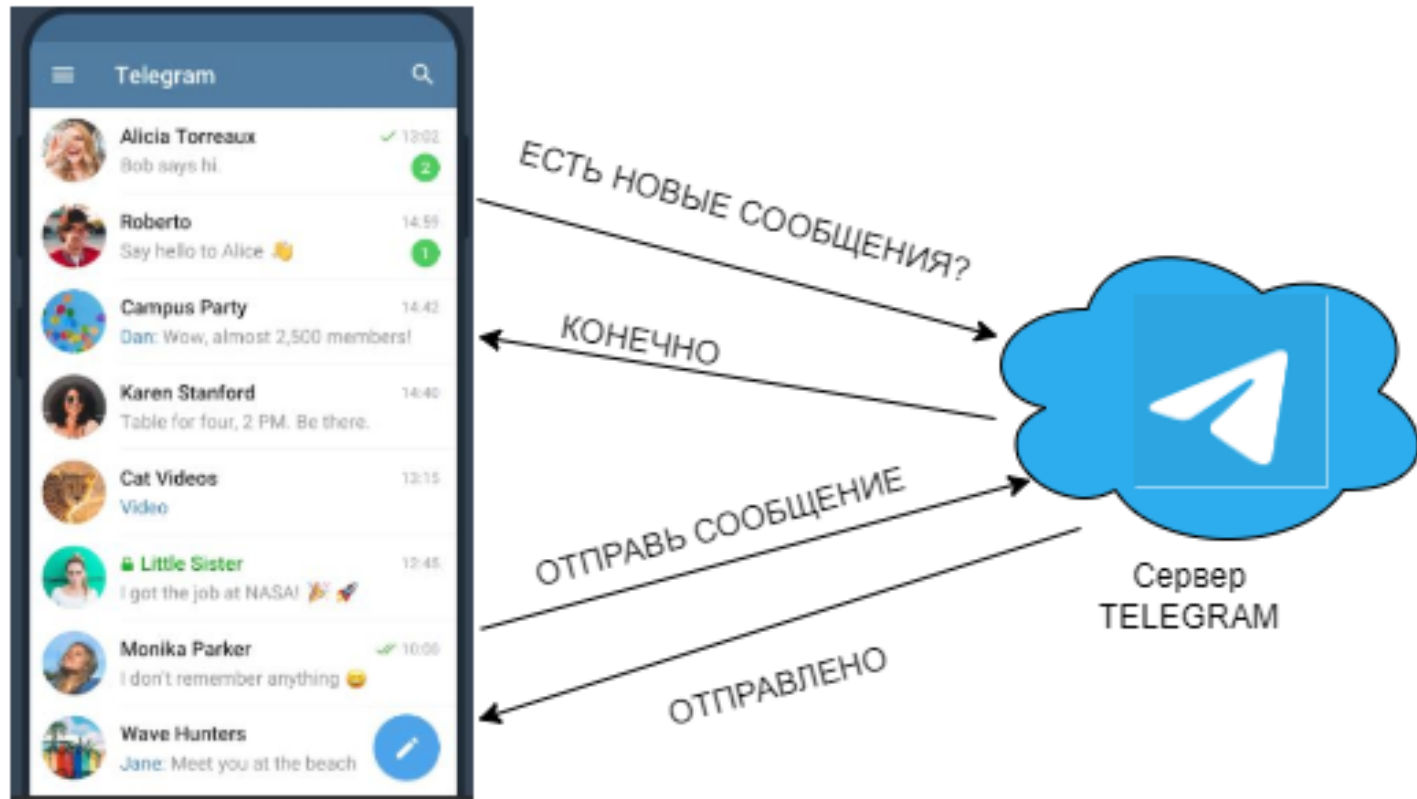 Telegram
Alicia Torreaux 13:02
Bob says hi. 2
Roberto 14:59
Say hello to Alice 👋 1
Campus Party 14:42
Dan: Wow, almost 2,500 members!
Karen Stanford 14:40
Table for four, 2 PM. Be there.
Cat Videos 13:15
Video
Little Sister 12:45
I got the job at NASA! 🎉 🚀
Monika Parker 10:08
I don't remember anything 😄
Wave Hunters
Jane: Meet you at the beach
ЕСТЬ НОВЫЕ СООБЩЕНИЯ?
КОНЕЧНО
ОТПРАВЬ СООБЩЕНИЕ
ОТПРАВЛЕНО
Сервер
TELEGRAM